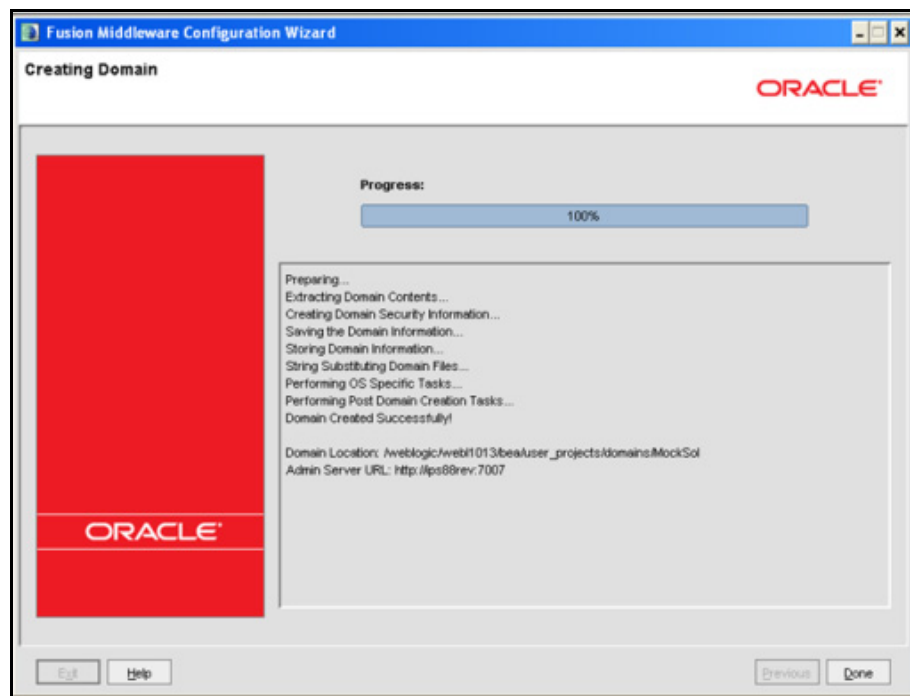 Fusion Middleware Configuration Wizard
Creating Domain
ORACLE
Progress:
100%
Preparing...
Extracting Domain Contents...
Creating Domain Security Information...
Saving the Domain Information...
Storing Domain Information...
String Substituting Domain Files...
Performing OS Specific Tasks...
Performing Post Domain Creation Tasks...
Domain Created Successfully!
Domain Location: /weblogic/webl1013/bea/user_projects/domains/MockSol
Admin Server URL: http://ps88rev:7007
ORACLE
Exit
Help
Previous
Done